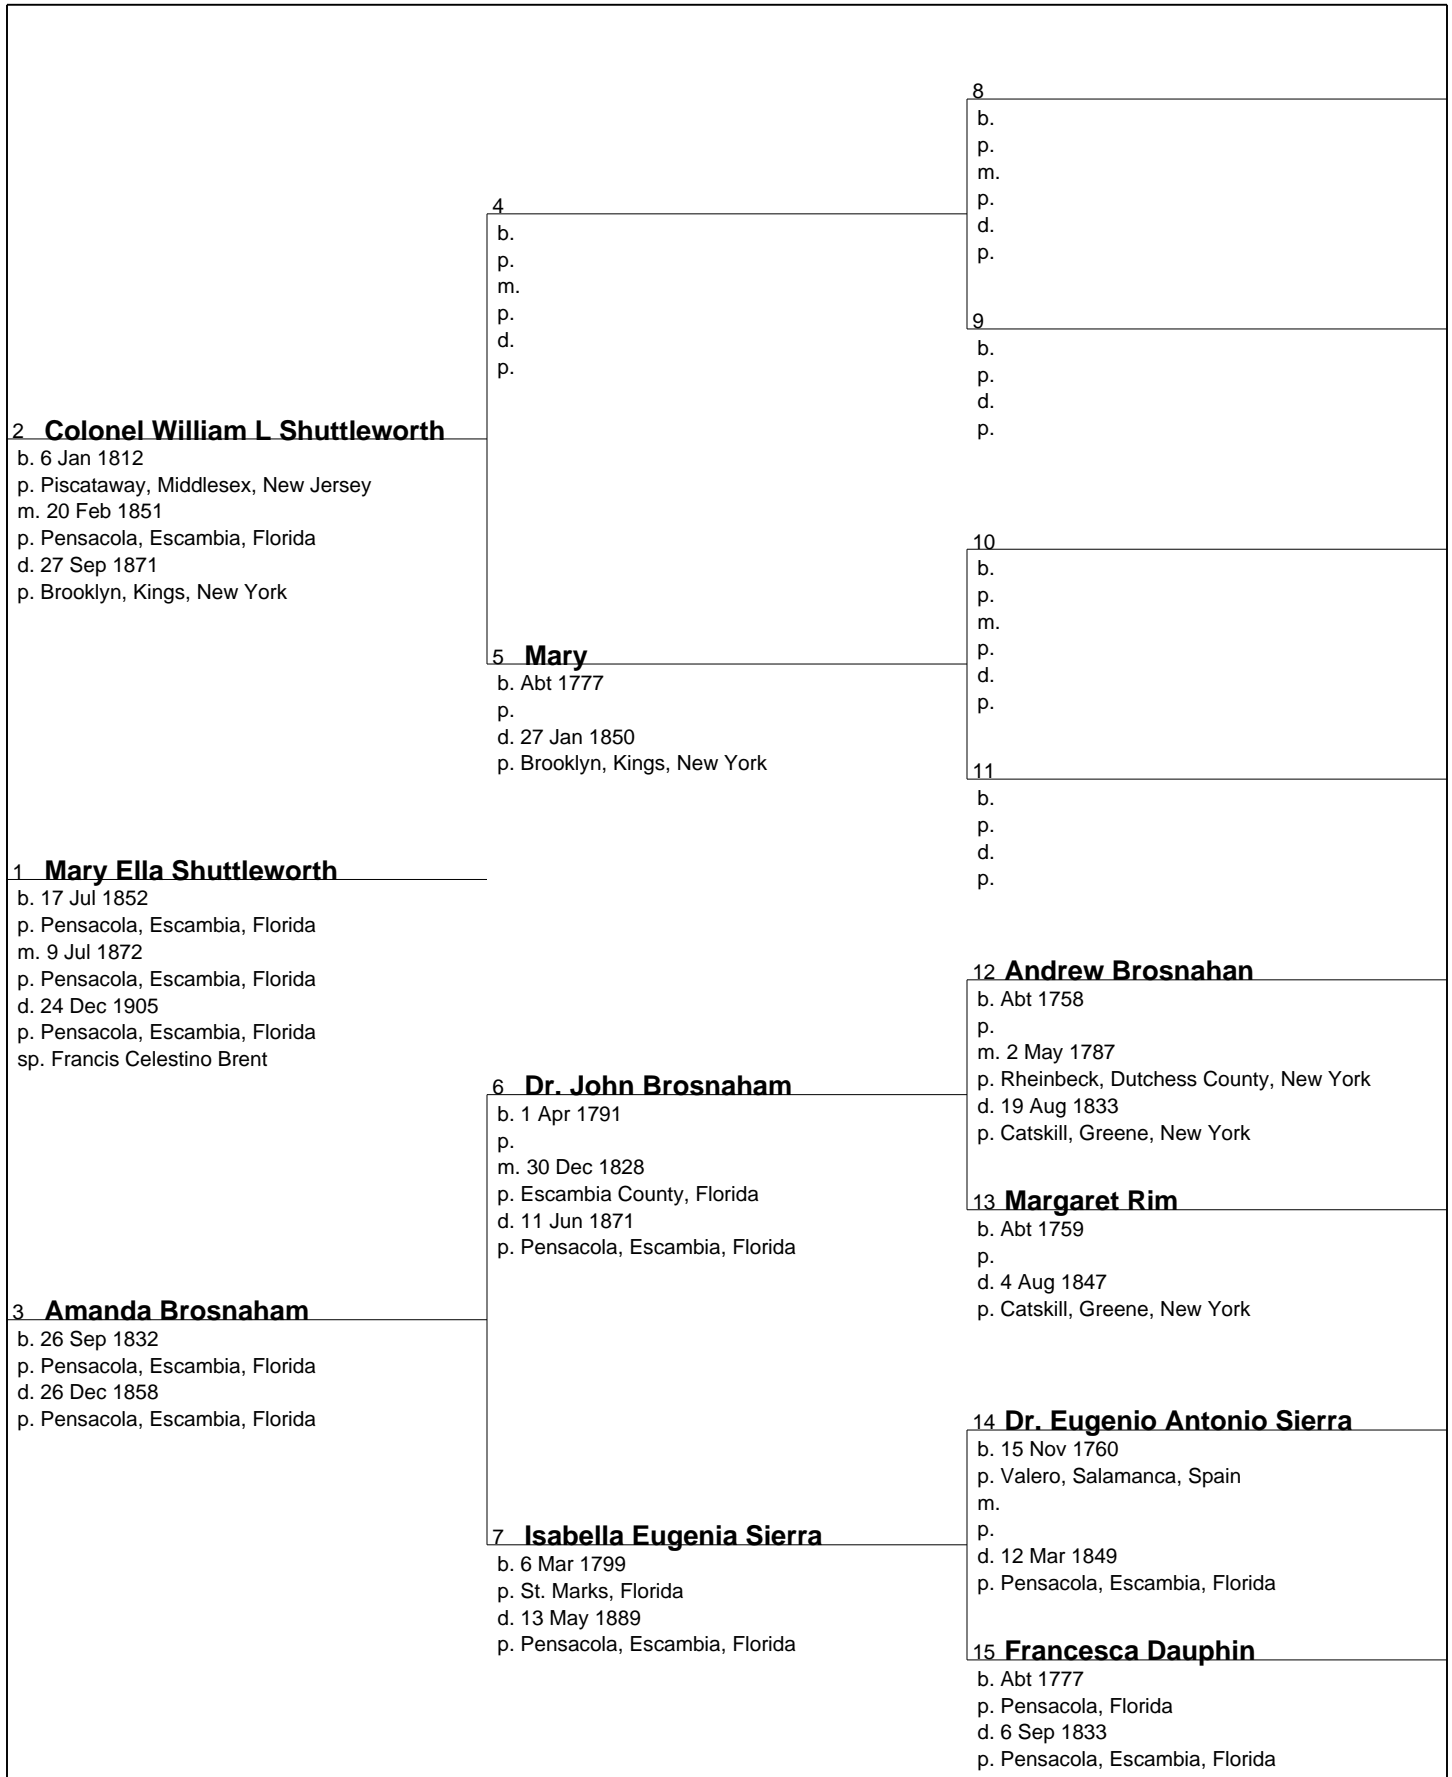 8
b.
p.
m.
p.
d.
p.
4
b.
p.
m.
p.
d.
p.
9
b.
p.
d.
p.
2 Colonel William L Shuttleworth
b. 6 Jan 1812
p. Piscataway, Middlesex, New Jersey
m. 20 Feb 1851
p. Pensacola, Escambia, Florida
d. 27 Sep 1871
p. Brooklyn, Kings, New York
10
b.
p.
m.
p.
d.
p.
5 Mary
b. Abt 1777
p.
d. 27 Jan 1850
p. Brooklyn, Kings, New York
11
b.
p.
d.
p.
1 Mary Ella Shuttleworth
b. 17 Jul 1852
p. Pensacola, Escambia, Florida
m. 9 Jul 1872
p. Pensacola, Escambia, Florida
d. 24 Dec 1905
p. Pensacola, Escambia, Florida
sp. Francis Celestino Brent
12 Andrew Brosnahan
b. Abt 1758
p.
m. 2 May 1787
p. Rheinbeck, Dutchess County, New York
d. 19 Aug 1833
p. Catskill, Greene, New York
6 Dr. John Brosnaham
b. 1 Apr 1791
p.
m. 30 Dec 1828
p. Escambia County, Florida
d. 11 Jun 1871
p. Pensacola, Escambia, Florida
13 Margaret Rim
b. Abt 1759
p.
d. 4 Aug 1847
p. Catskill, Greene, New York
3 Amanda Brosnaham
b. 26 Sep 1832
p. Pensacola, Escambia, Florida
d. 26 Dec 1858
p. Pensacola, Escambia, Florida
14 Dr. Eugenio Antonio Sierra
b. 15 Nov 1760
p. Valero, Salamanca, Spain
m.
p.
d. 12 Mar 1849
p. Pensacola, Escambia, Florida
7 Isabella Eugenia Sierra
b. 6 Mar 1799
p. St. Marks, Florida
d. 13 May 1889
p. Pensacola, Escambia, Florida
15 Francesca Dauphin
b. Abt 1777
p. Pensacola, Florida
d. 6 Sep 1833
p. Pensacola, Escambia, Florida